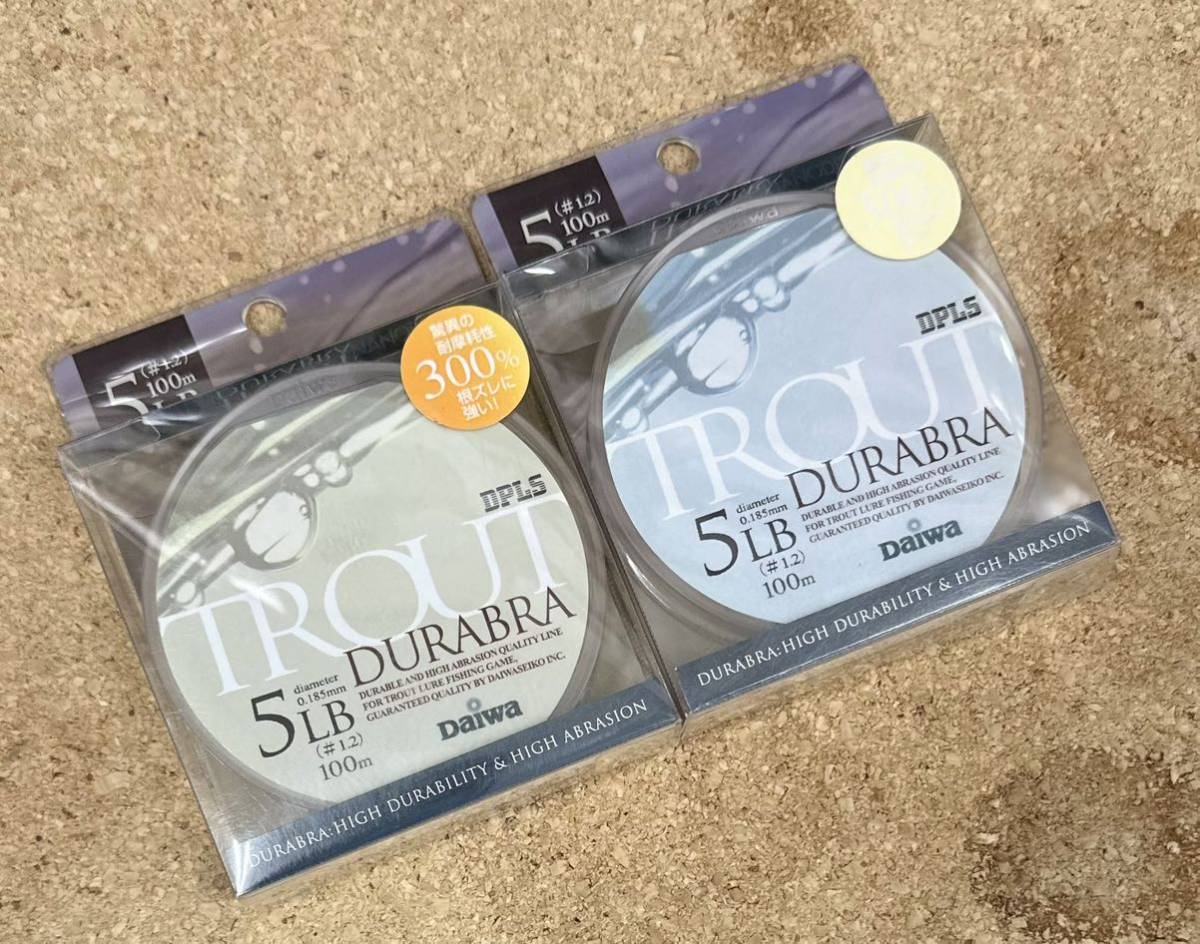 5
(#1.2)
100m
LB
驚異の
耐摩耗性
300%
根ズレに
強い!
DPLS
TROUT
DURABRA
DURABLE AND HIGH ABRASION QUALITY LINE
FOR TROUT LURE FISHING GAME,
GUARANTEED QUALITY BY DAIWASEIKO INC.
5LB
diameter
0.185mm
(#1.2)
100m
Daiwa
DURABRA:HIGH DURABILITY & HIGH ABRASION
5
(#1.2)
100m
LB
DPLS
TROUT
DURABRA
DURABLE AND HIGH ABRASION QUALITY LINE
FOR TROUT LURE FISHING GAME,
GUARANTEED QUALITY BY DAIWASEIKO INC.
5LB
diameter
0.185mm
(#1.2)
100m
Daiwa
DURABRA:HIGH DURABILITY & HIGH ABRASION